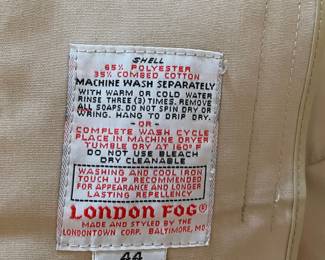 SHELL
65% POLYESTER
35% COMBED COTTON
MACHINE WASH SEPARATELY
WITH WARM OR COLD WATER
RINSE THREE (3) TIMES. REMOVE
ALL SOAPS. DO NOT SPIN DRY OR
WRING. HANG TO DRIP DRY.
-OR-
COMPLETE WASH CYCLE
PLACE IN MACHINE DRYER
TUMBLE DRY AT 160°F
DO NOT USE BLEACH
DRY CLEANABLE
WASHING AND COOL IRON
TOUCH UP RECOMMENDED
FOR APPEARANCE AND LONGER
LASTING REPELLENCY
LONDON FOG®
MADE AND STYLED BY THE
LONDONTOWN CORP. BALTIMORE, MD.
44